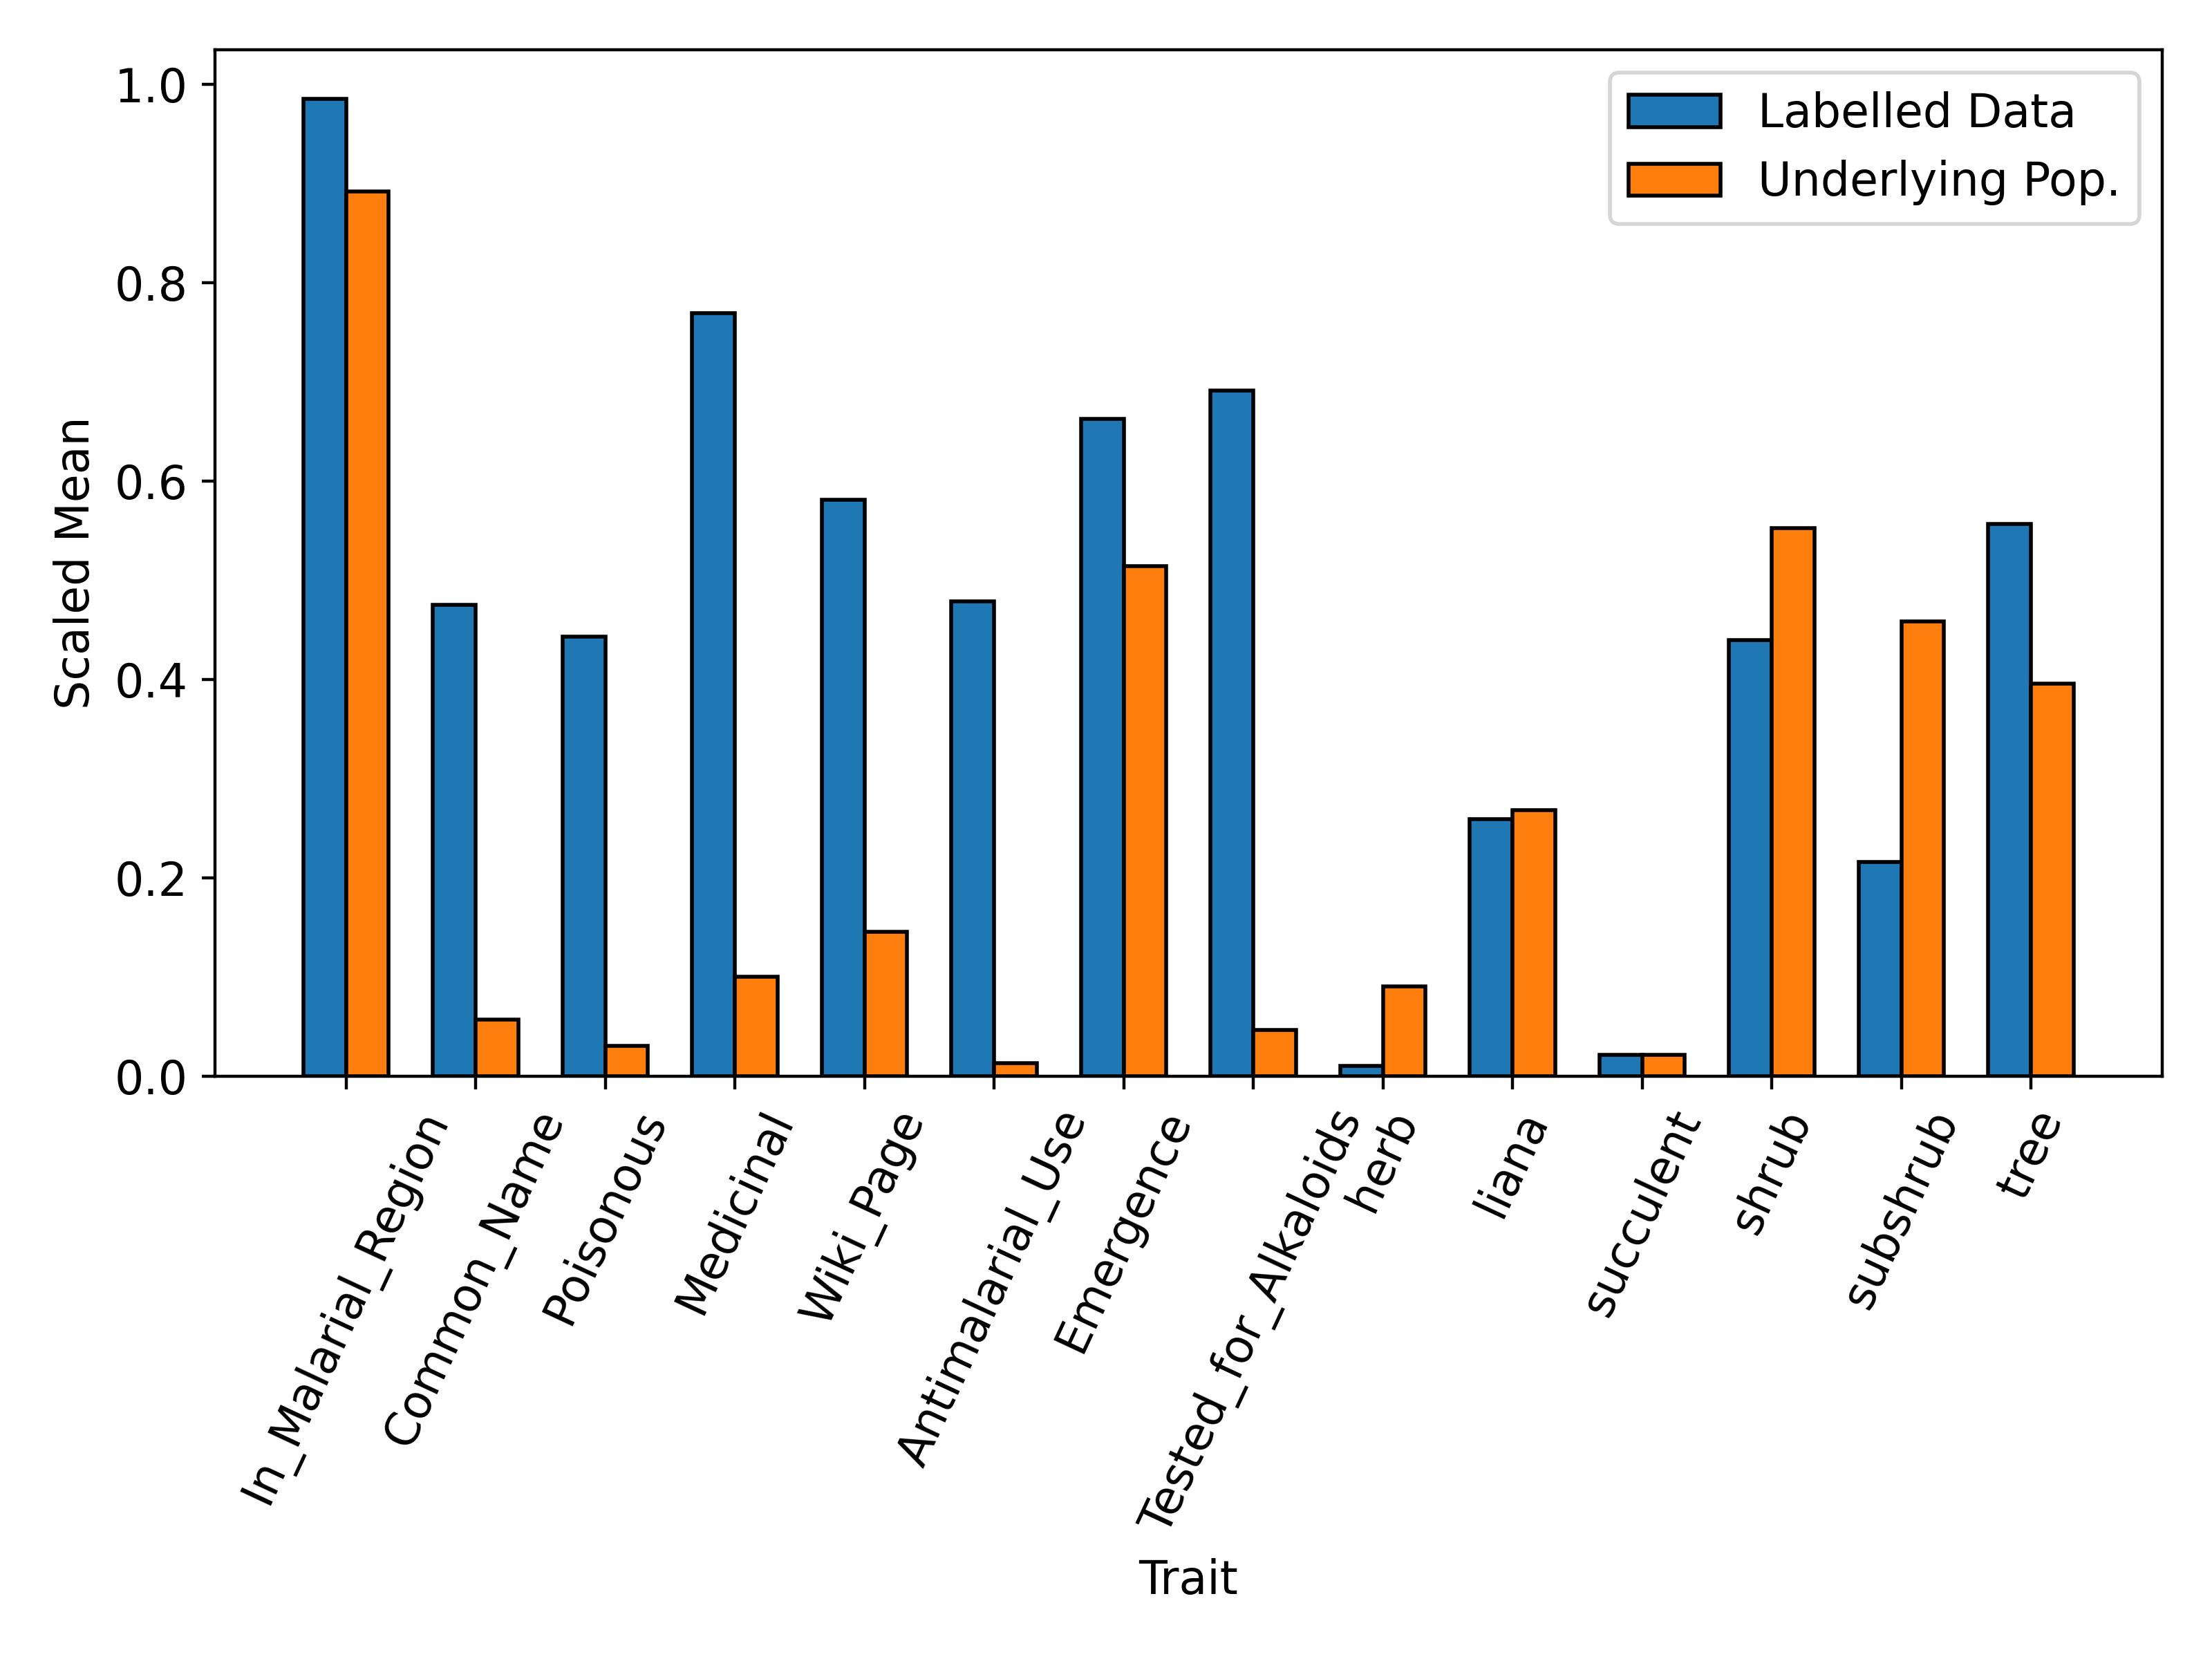 1.0
0.8
0.6
0.4
0.2
0.0
Scaled Mean
Labelled Data
Underlying Pop.
In_Malarial_Region
Common_Name
Poisonous
Medicinal
Wiki_Page
Antimalarial_Use
Emergence
Tested_for_Alkaloids
herb
liana
succulent
shrub
subshrub
tree
Trait